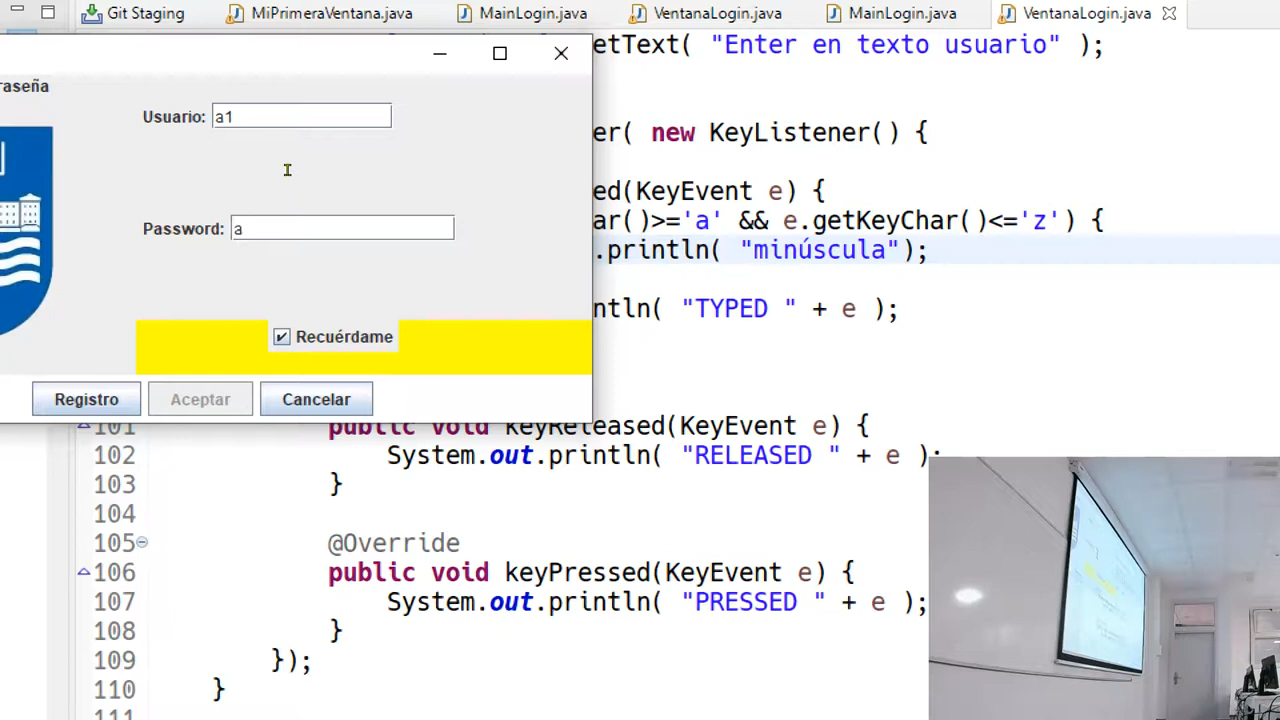 Git Staging MiPrimeraVentana.java MainLogin.java VentanaLogin.java MainLogin.java VentanaLogin.java
etText( "Enter en texto usuario" );
raseña
Usuario: a1
er( new KeyListener() {
ed(KeyEvent e) {
ar()>='a' && e.getKeyChar()<='z') {
Password: a
.println( "minúscula");
ntln( "TYPED " + e );
Recuérdame
Registro Aceptar Cancelar
101 public void keyReleased(KeyEvent e) {
102 System.out.println( "RELEASED " + e );
103 }
104
105 @Override
106 public void keyPressed(KeyEvent e) {
107 System.out.println( "PRESSED " + e );
108 }
109 });
110 }